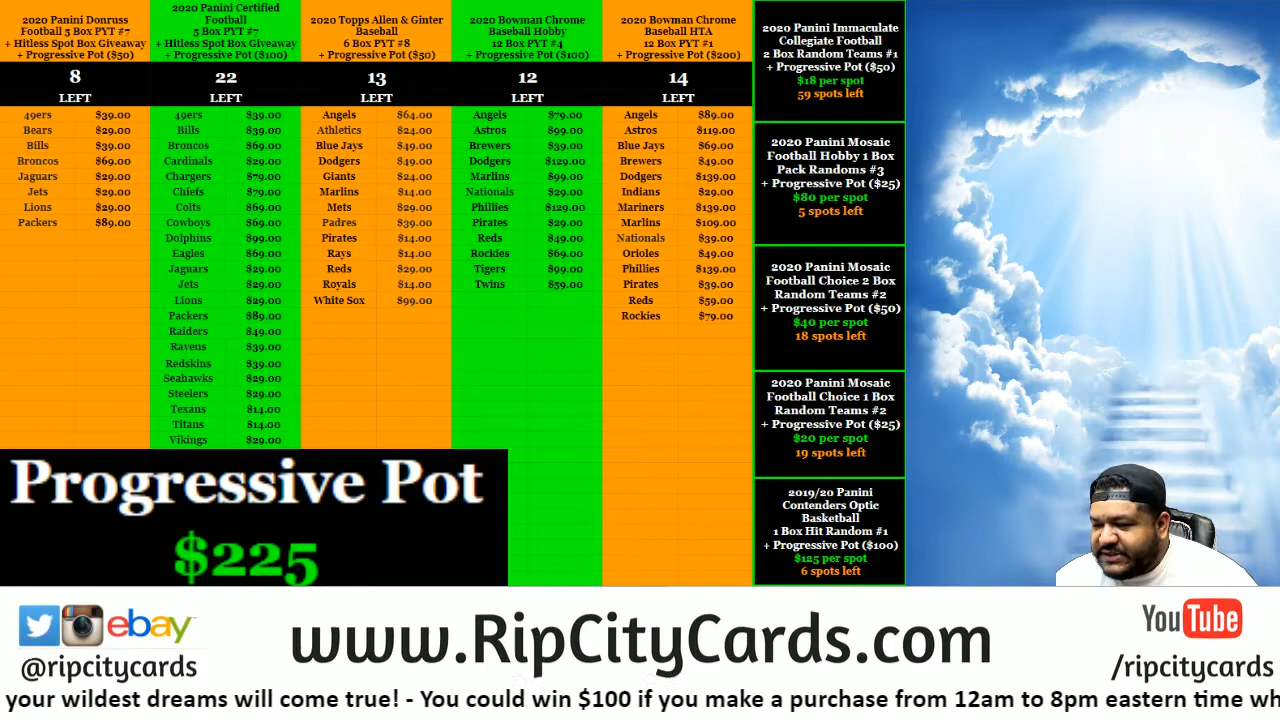 2020 Panini Donruss
Football 5 Box PYT #7
+ Hitless Spot Box Giveaway
+ Progressive Pot ($50)
8
LEFT
49ers $39.00
Bears $29.00
Bills $39.00
Broncos $69.00
Jaguars $29.00
Jets $29.00
Lions $29.00
Packers $89.00
2020 Panini Certified
Football
5 Box PYT #7
+ Hitless Spot Box Giveaway
+ Progressive Pot ($100)
22
LEFT
49ers $39.00
Bills $39.00
Broncos $69.00
Cardinals $29.00
Chargers $79.00
Chiefs $79.00
Colts $69.00
Cowboys $69.00
Dolphins $99.00
Eagles $69.00
Jaguars $29.00
Jets $29.00
Lions $29.00
Packers $89.00
Raiders $49.00
Ravens $39.00
Redskins $39.00
Seahawks $29.00
Steelers $29.00
Texans $14.00
Titans $14.00
Vikings $29.00
2020 Topps Allen & Ginter
Baseball
6 Box PYT #8
+ Progressive Pot ($50)
13
LEFT
Angels $64.00
Athletics $24.00
Blue Jays $49.00
Dodgers $49.00
Giants $24.00
Marlins $14.00
Mets $29.00
Padres $39.00
Pirates $14.00
Rays $14.00
Reds $29.00
Royals $14.00
White Sox $99.00
2020 Bowman Chrome
Baseball Hobby
12 Box PYT #4
+ Progressive Pot ($100)
12
LEFT
Angels $79.00
Astros $99.00
Brewers $39.00
Dodgers $129.00
Marlins $99.00
Nationals $29.00
Phillies $129.00
Pirates $29.00
Reds $49.00
Rockies $69.00
Tigers $99.00
Twins $59.00
2020 Bowman Chrome
Baseball HTA
12 Box PYT #1
+ Progressive Pot ($200)
14
LEFT
Angels $89.00
Astros $119.00
Blue Jays $69.00
Brewers $49.00
Dodgers $139.00
Indians $29.00
Mariners $139.00
Marlins $109.00
Nationals $39.00
Orioles $49.00
Phillies $139.00
Pirates $39.00
Reds $59.00
Rockies $79.00
2020 Panini Immaculate
Collegiate Football
2 Box Random Teams #1
+ Progressive Pot ($50)
$18 per spot
59 spots left
2020 Panini Mosaic
Football Hobby 1 Box
Pack Randoms #3
+ Progressive Pot ($25)
$80 per spot
5 spots left
2020 Panini Mosaic
Football Choice 2 Box
Random Teams #2
+ Progressive Pot ($50)
$40 per spot
18 spots left
2020 Panini Mosaic
Football Choice 1 Box
Random Teams #2
+ Progressive Pot ($25)
$20 per spot
19 spots left
2019/20 Panini
Contenders Optic
Basketball
1 Box Hit Random #1
+ Progressive Pot ($100)
$125 per spot
6 spots left
Progressive Pot
$225
ebay
@ripcitycards
www.RipCityCards.com
YouTube
/ripcitycards
your wildest dreams will come true! - You could win $100 if you make a purchase from 12am to 8pm eastern time wh